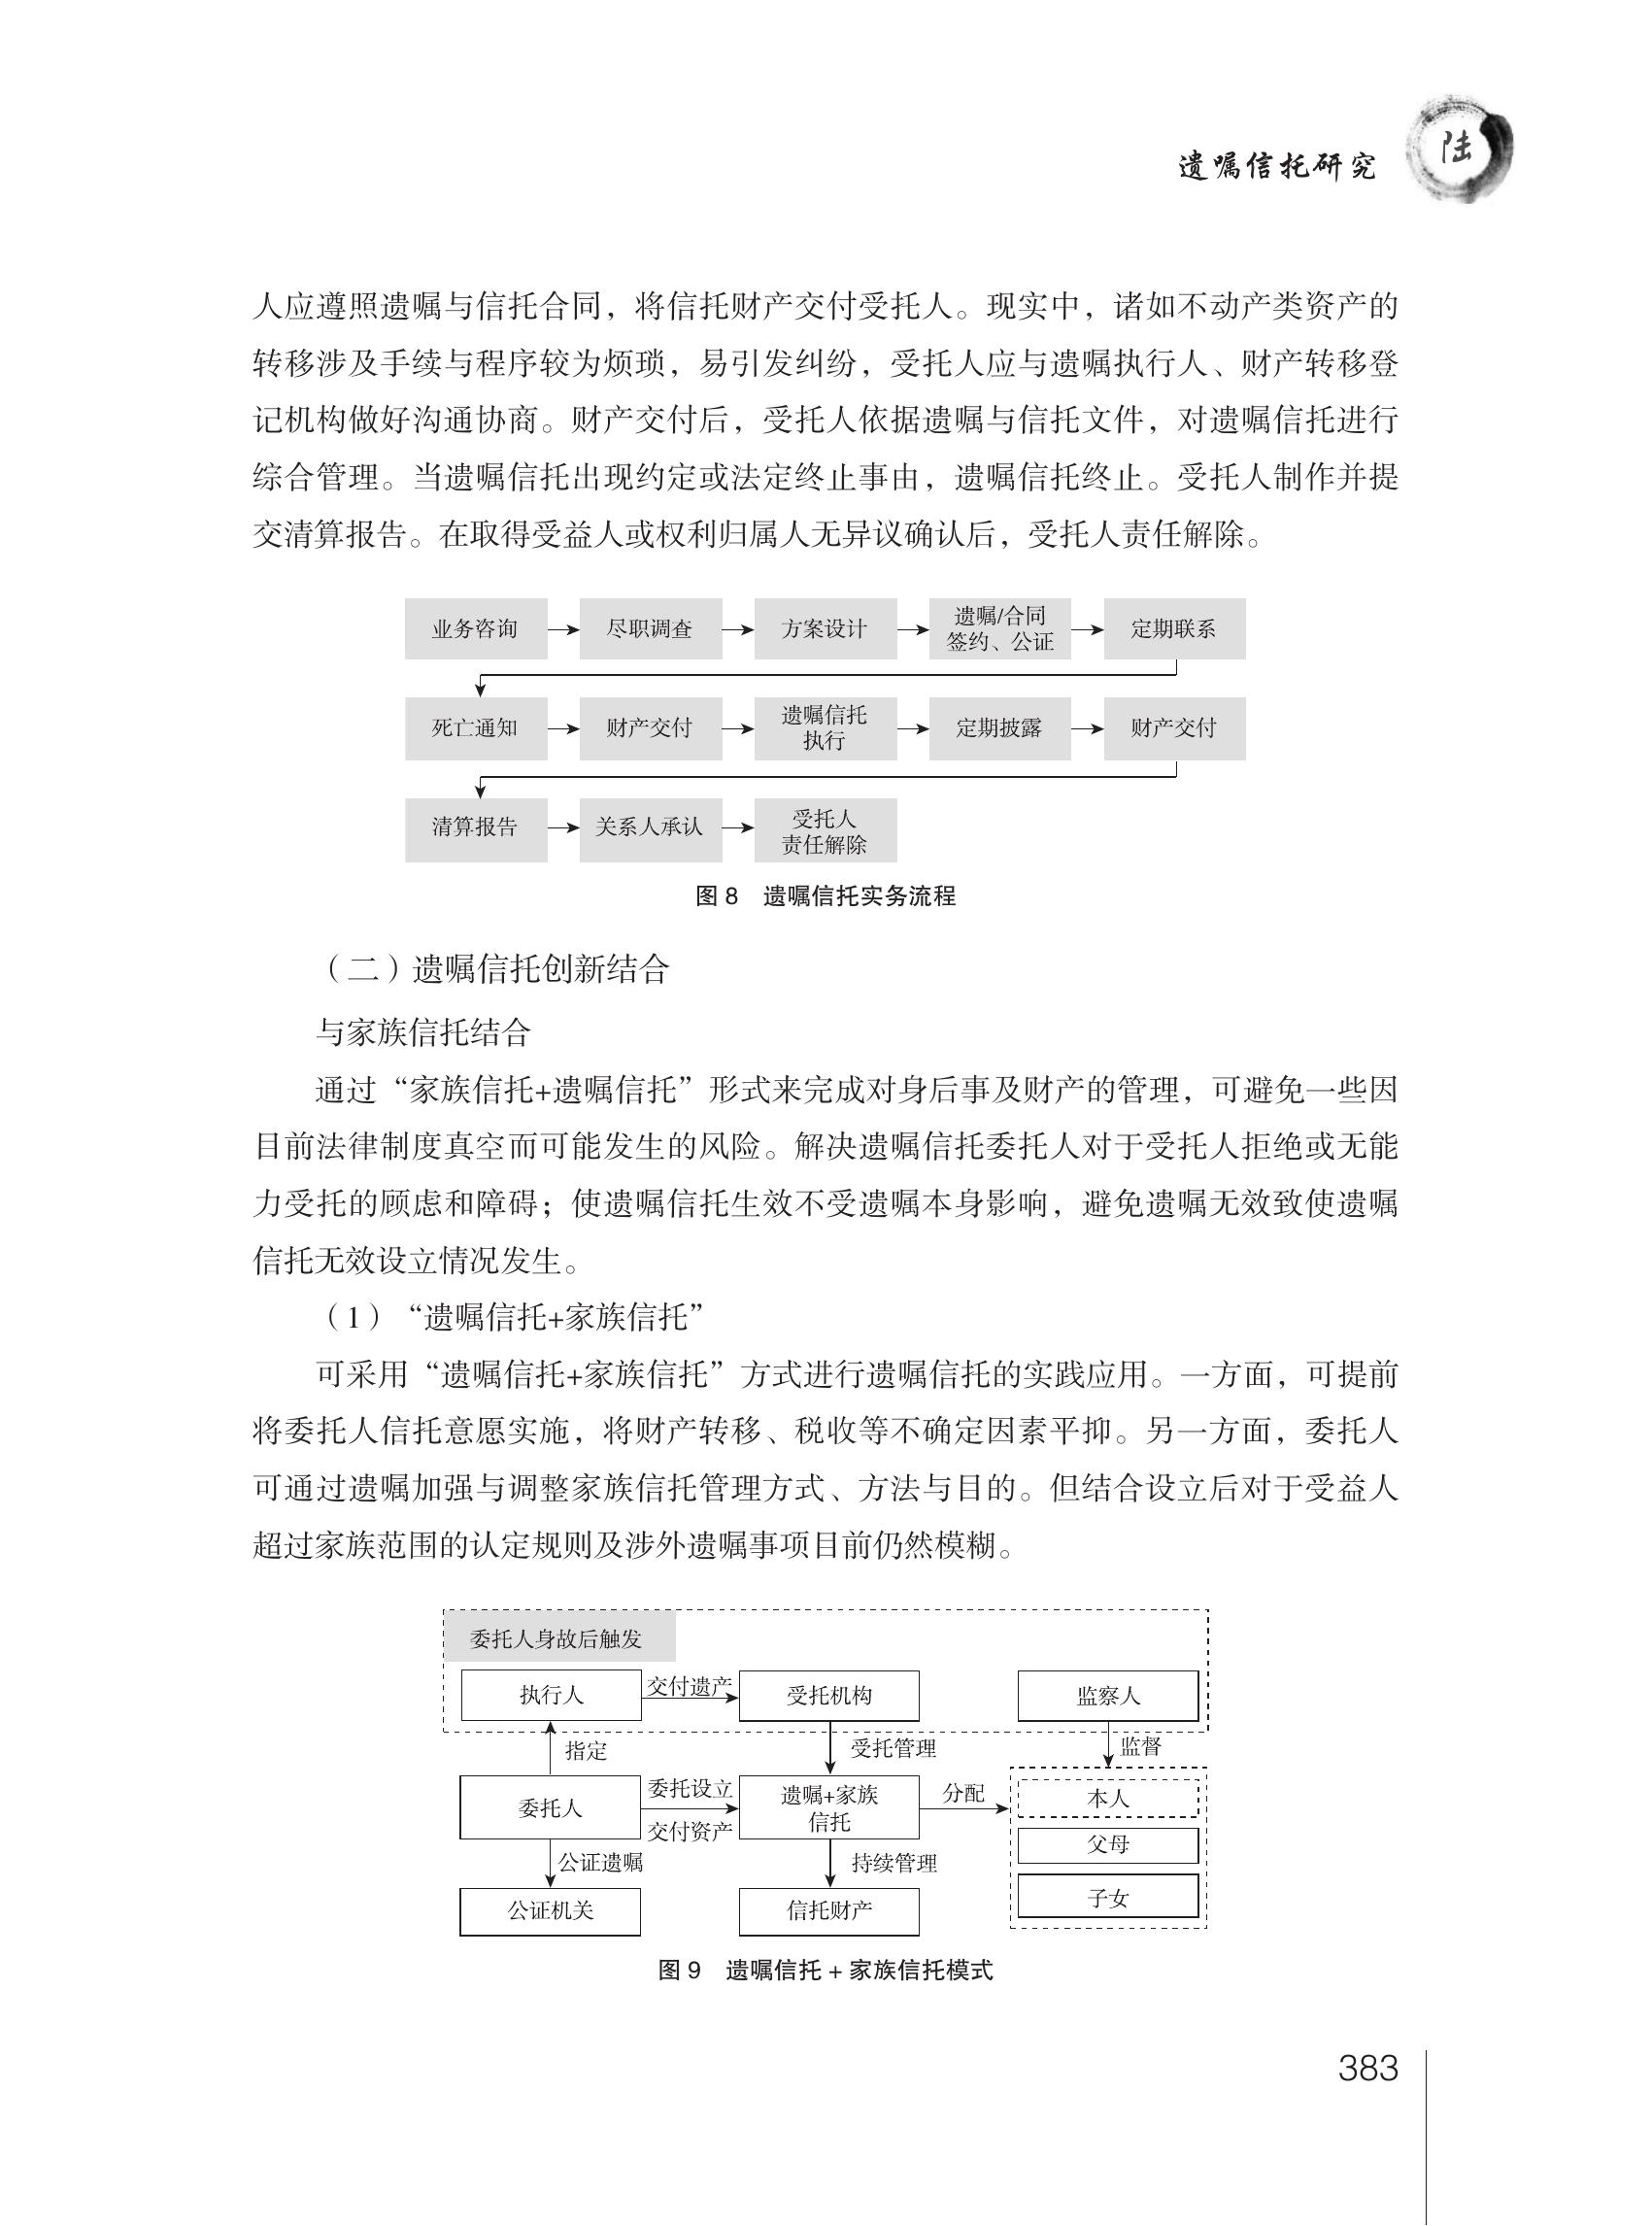 遗嘱信托研究
陆
人应遵照遗嘱与信托合同，将信托财产交付受托人。现实中，诸如不动产类资产的
转移涉及手续与程序较为烦琐，易引发纠纷，受托人应与遗嘱执行人、财产转移登
记机构做好沟通协商。财产交付后，受托人依据遗嘱与信托文件，对遗嘱信托进行
综合管理。当遗嘱信托出现约定或法定终止事由，遗嘱信托终止。受托人制作并提
交清算报告。在取得受益人或权利归属人无异议确认后，受托人责任解除。
业务咨询
尽职调查
方案设计
遗嘱/合同
签约、公证
定期联系
死亡通知
财产交付
遗嘱信托
执行
定期披露
财产交付
清算报告
关系人承认
受托人
责任解除
图 8 遗嘱信托实务流程
（二）遗嘱信托创新结合
与家族信托结合
通过“家族信托+遗嘱信托”形式来完成对身后事及财产的管理，可避免一些因
目前法律制度真空而可能发生的风险。解决遗嘱信托委托人对于受托人拒绝或无能
力受托的顾虑和障碍；使遗嘱信托生效不受遗嘱本身影响，避免遗嘱无效致使遗嘱
信托无效设立情况发生。
（1）“遗嘱信托+家族信托”
可采用“遗嘱信托+家族信托”方式进行遗嘱信托的实践应用。一方面，可提前
将委托人信托意愿实施，将财产转移、税收等不确定因素平抑。另一方面，委托人
可通过遗嘱加强与调整家族信托管理方式、方法与目的。但结合设立后对于受益人
超过家族范围的认定规则及涉外遗嘱事项目前仍然模糊。
委托人身故后触发
执行人
交付遗产
受托机构
监察人
指定
受托管理
监督
委托人
委托设立
交付资产
遗嘱+家族
信托
分配
本人
父母
子女
公证遗嘱
持续管理
公证机关
信托财产
图 9 遗嘱信托 + 家族信托模式
383